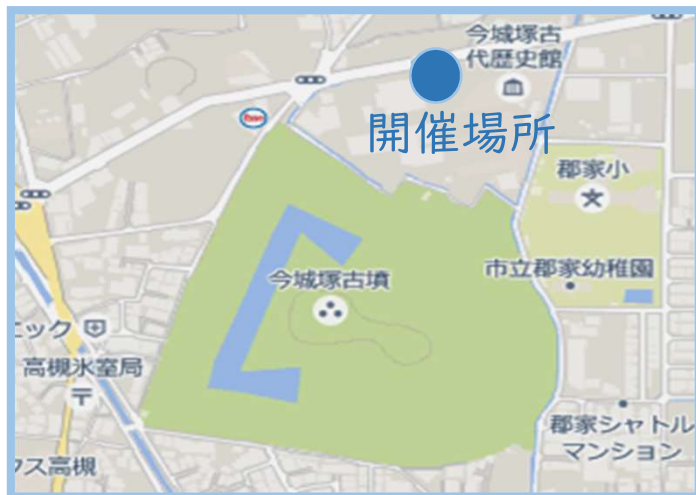 今城塚古
代歴史館
開催場所
郡家小
今城塚古墳
市立郡家幼稚園
ニック
高槻氷室局
郡家シャトル
マンション
ウス高槻